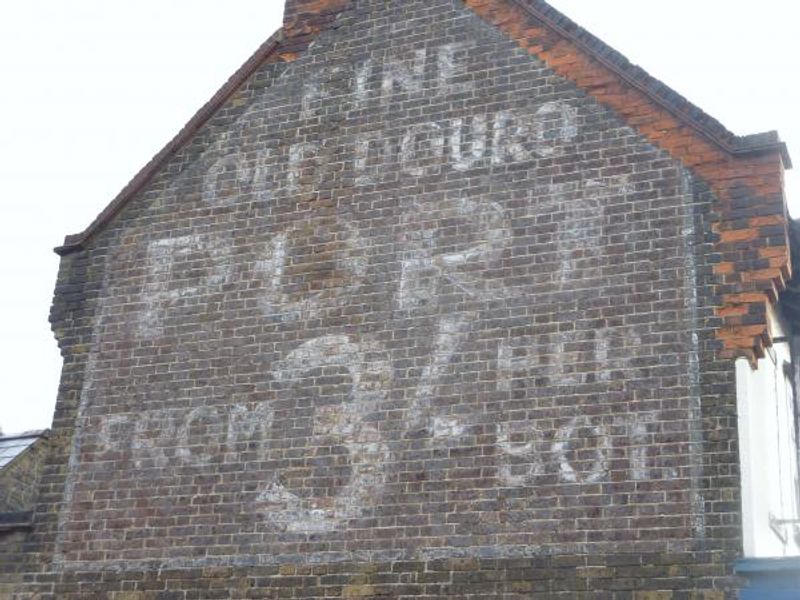 FINE
OLD DOURO
PORT
FROM 3/- PER
BOT.